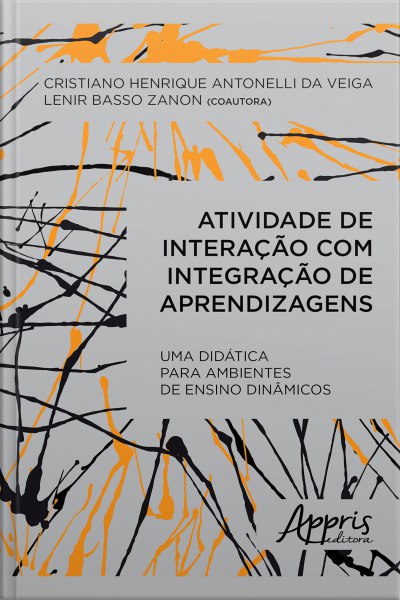 CRISTIANO HENRIQUE ANTONELLI DA VEIGA
LENIR BASSO ZANON (COAUTORA)
ATIVIDADE DE
INTERAÇÃO COM
INTEGRAÇÃO DE
APRENDIZAGENS
UMA DIDÁTICA
PARA AMBIENTES
DE ENSINO DINÂMICOS
Appris
editora